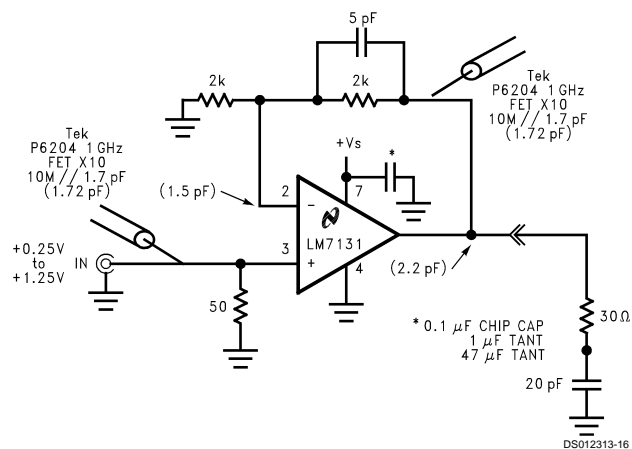 5 pF
2k
2k
Tek
P6204 1GHz
FET X10
10M // 1.7 pF
(1.72 pF)
Tek
P6204 1GHz
FET X10
10M // 1.7 pF
(1.72 pF)
+Vs
*
(1.5 pF)
2
7
-
LM7131
3
+
4
+0.25V
to
+1.25V
IN
(2.2 pF)
50
30Ω
* 0.1 μF CHIP CAP
1 μF TANT
47 μF TANT
20 pF
DS012313-16